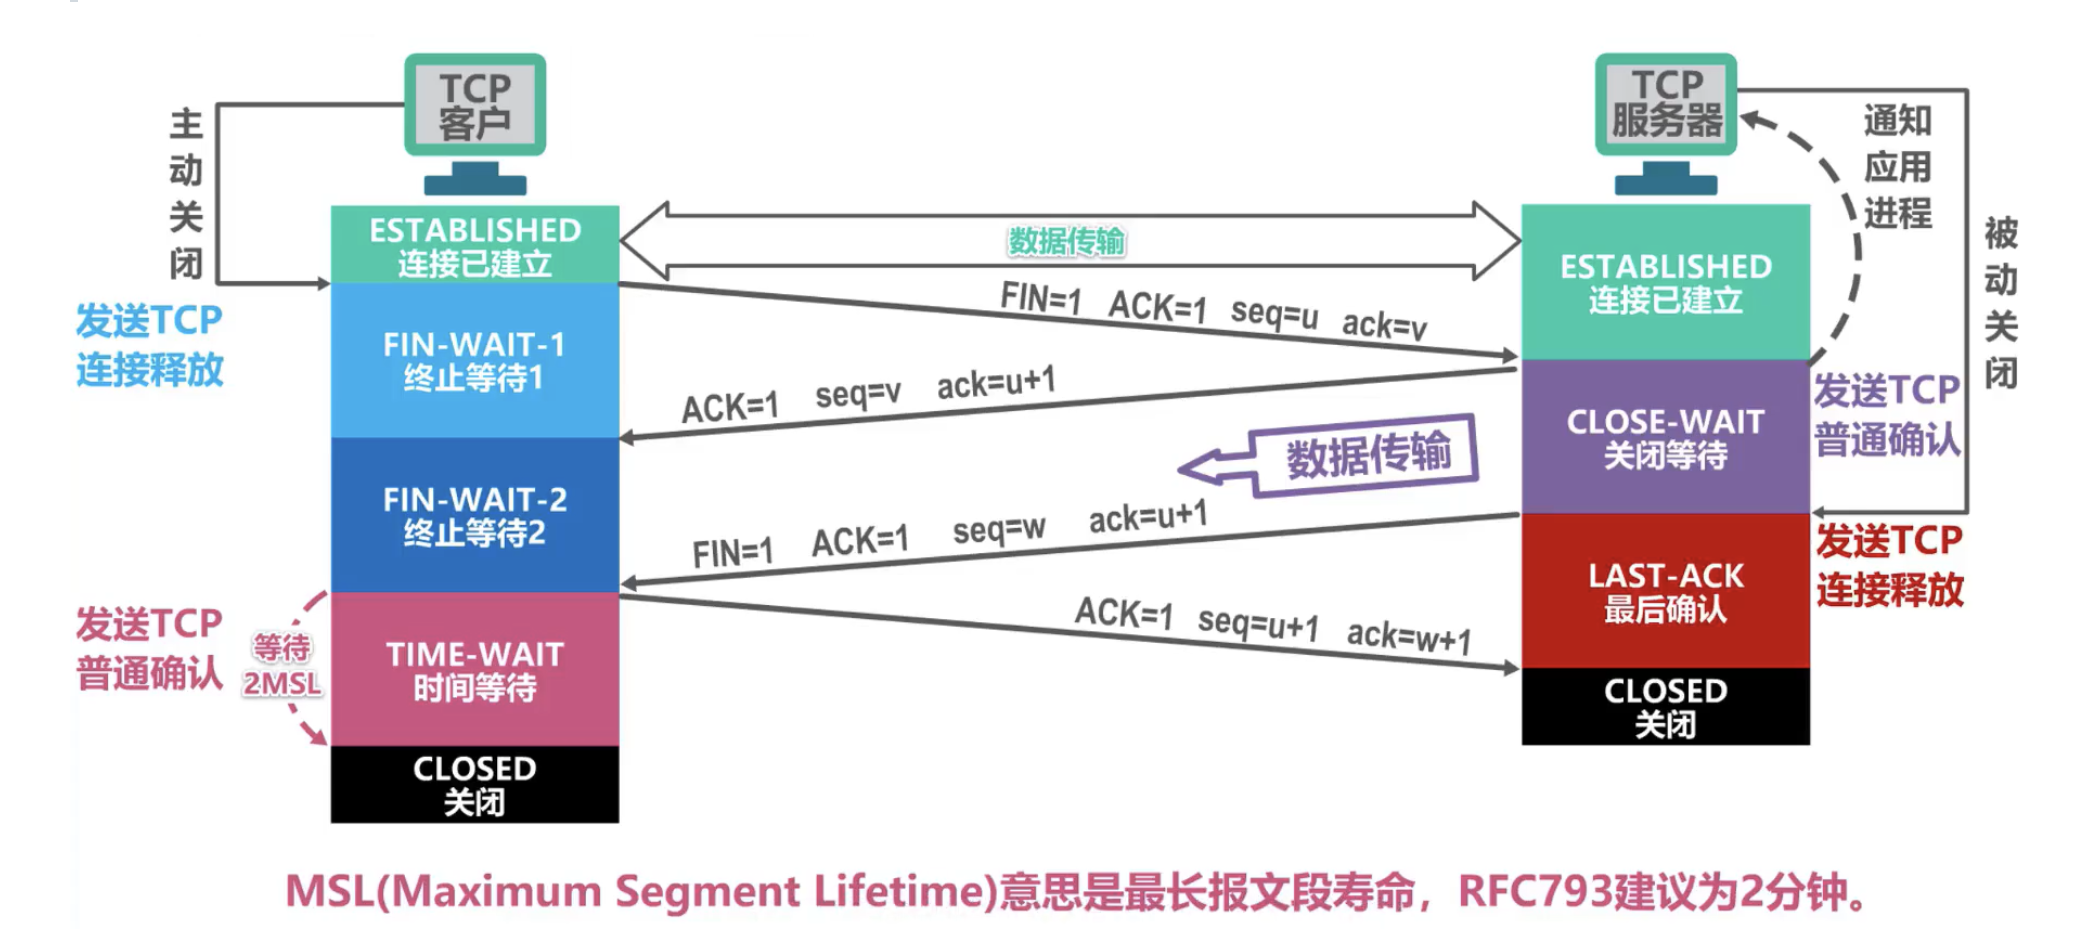 TCP
客户
TCP
服务器
主动关闭
通知
应用
进程
被动关闭
ESTABLISHED
连接已建立
数据传输
ESTABLISHED
连接已建立
FIN=1 ACK=1 seq=u ack=v
发送TCP
连接释放
FIN-WAIT-1
终止等待1
ACK=1 seq=v ack=u+1
CLOSE-WAIT
关闭等待
发送TCP
普通确认
数据传输
FIN-WAIT-2
终止等待2
FIN=1 ACK=1 seq=w ack=u+1
LAST-ACK
最后确认
发送TCP
连接释放
发送TCP
普通确认
等待
2MSL
TIME-WAIT
时间等待
ACK=1 seq=u+1 ack=w+1
CLOSED
关闭
CLOSED
关闭
MSL(Maximum Segment Lifetime)意思是最长报文段寿命，RFC793建议为2分钟。